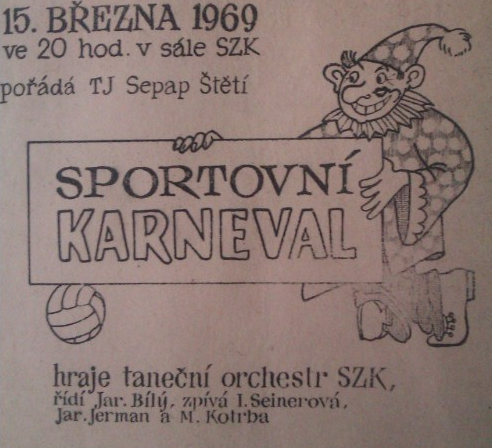 15. BŘEZNA 1969
ve 20 hod. v sále SZK
pořádá TJ Sepap Štětí
SPORTOVNÍ
KARNEVAL
hraje taneční orchestr SZK,
řídí Jar. Bílý, zpívá I. Seinerová,
Jar. Jerman a M. Kotrba